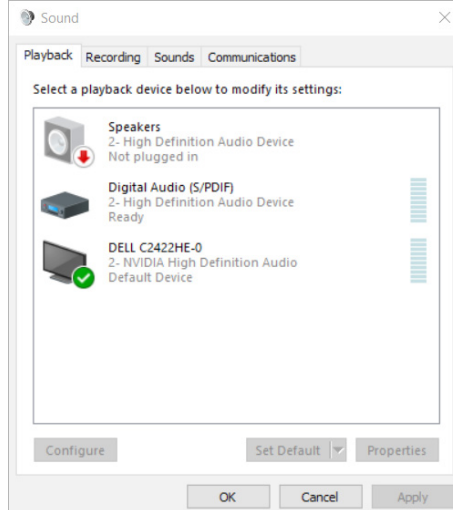 Sound
Playback Recording Sounds Communications
Select a playback device below to modify its settings:
Speakers
2- High Definition Audio Device
Not plugged in
Digital Audio (S/PDIF)
2- High Definition Audio Device
Ready
DELL C2422HE-0
2- NVIDIA High Definition Audio
Default Device
Configure Set Default Properties
OK Cancel Apply